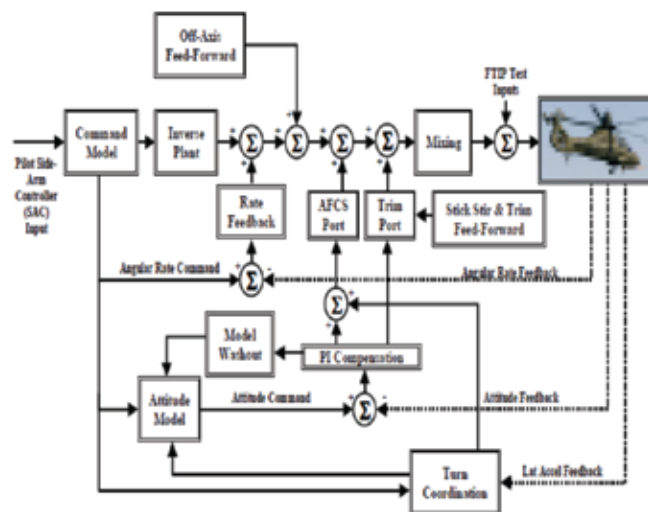 Off-Axis
Feed-Forward
FTIP Test
Inputs
Command
Model
Inverse
Plant
Σ
Σ
Σ
Σ
Mixing
Σ
Pilot Side-
Arm
Controller
(SAC)
Input
Rate
Feedback
AFCS
Port
Trim
Port
Stick Stir & Trim
Feed-Forward
Angular Rate Command
Σ
Angular Rate Feedback
Σ
Model
Washout
PI Compensation
Attitude
Model
Attitude Command
Σ
Attitude Feedback
Lat Accel Feedback
Turn
Coordination